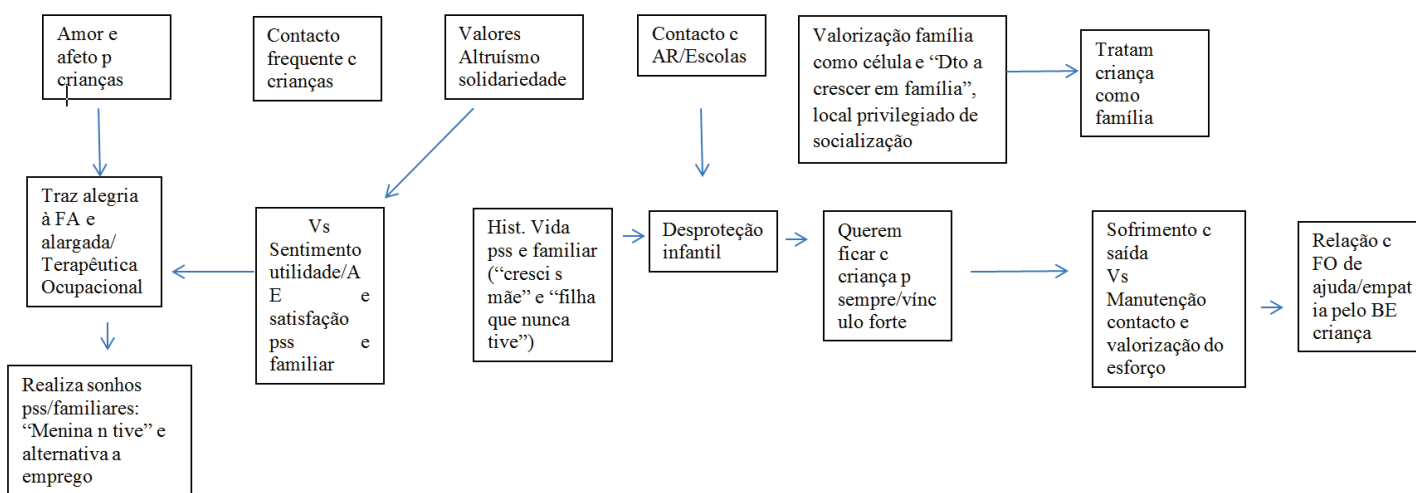 Amor e
afeto p
crianças
Contacto
frequente c
crianças
Valores
Altruísmo
solidariedade
Contacto c
AR/Escolas
Valorização família
como célula e “Dto a
crescer em família”,
local privilegiado de
socialização
Tratam
criança
como
família
Traz alegria
à FA e
alargada/
Terapêutica
Ocupacional
Vs
Sentimento
utilidade/A
E e
satisfação
pss e
familiar
Hist. Vida
pss e familiar
(“cresci s
mãe” e “filha
que nunca
tive”)
Desproteção
infantil
Querem
ficar c
criança p
sempre/vínc
ulo forte
Sofrimento c
saída
Vs
Manutenção
contacto e
valorização do
esforço
Relação c
FO de
ajuda/empat
ia pelo BE
criança
Realiza sonhos
pss/familiares:
“Menina n tive” e
alternativa a
emprego